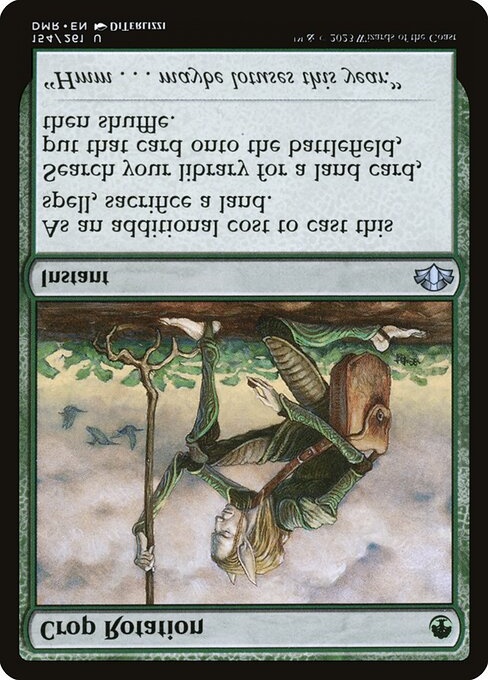 Crop Rotation
Instant
As an additional cost to cast this
spell, sacrifice a land.
Search your library for a land card,
put that card onto the battlefield,
then shuffle.
“Hmm . . . maybe lotuses this year.”
154/261 U
DMR • EN DiTerlizzi
™ & © 2023 Wizards of the Coast